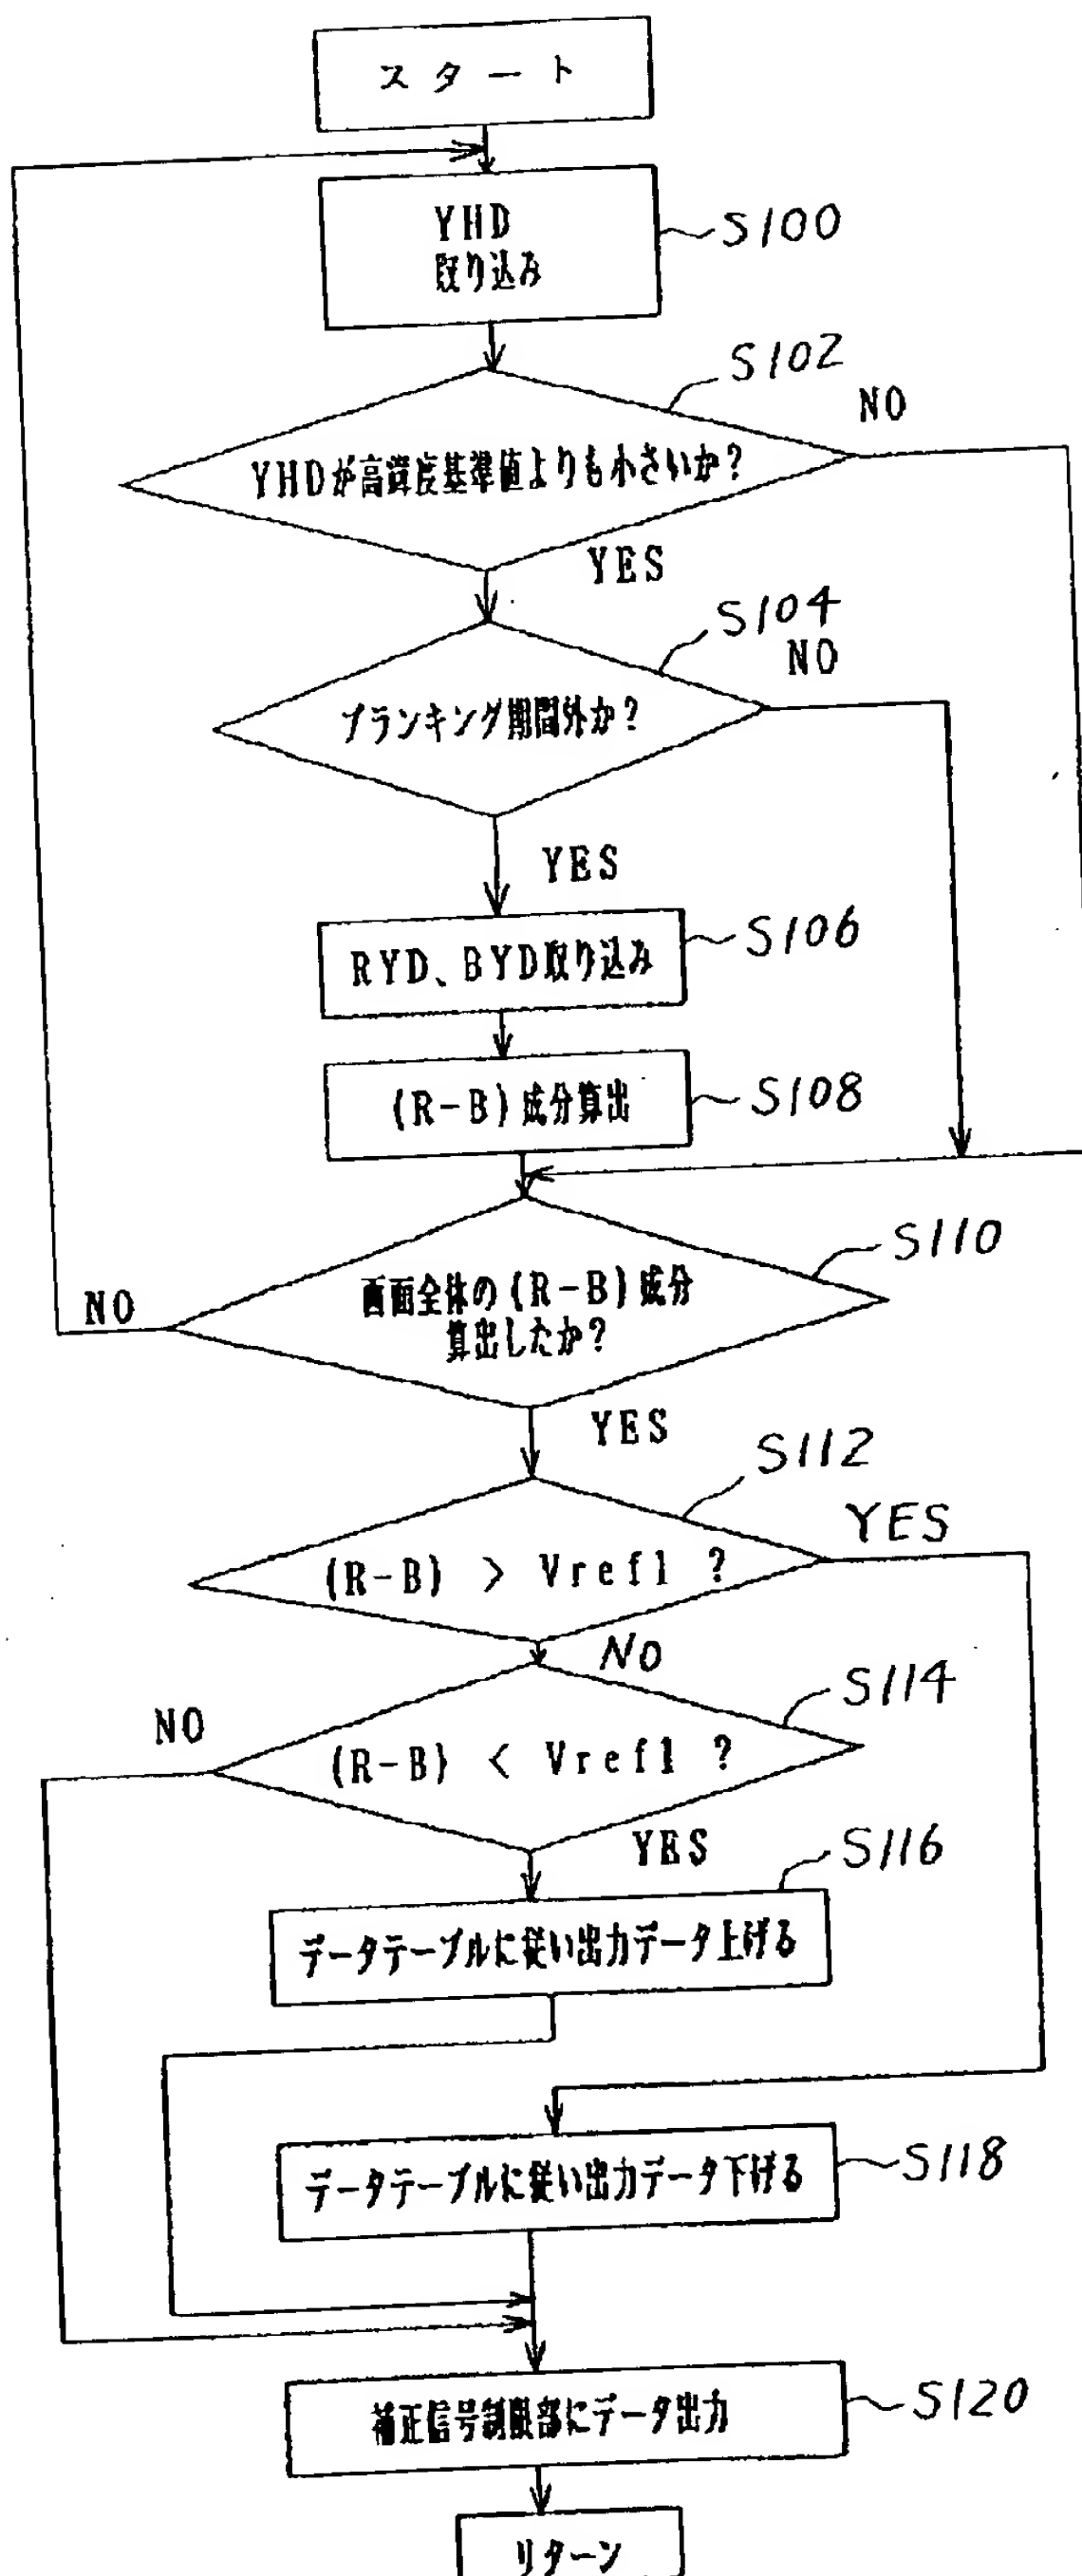 スタート
YHD
取り込み
S100
S102
NO
YHDが高輝度基準値よりも小さいか?
YES
S104
NO
ブランキング期間外か?
YES
S106
RYD、BYD取り込み
(R-B)成分算出
S108
S110
画面全体の(R-B)成分
算出したか?
NO
YES
S112
YES
(R-B) > Vref1 ?
NO
S114
NO
(R-B) < Vref1 ?
YES
S116
データテーブルに従い出力データ上げる
データテーブルに従い出力データ下げる
S118
補正信号制限部にデータ出力
S120
リターン